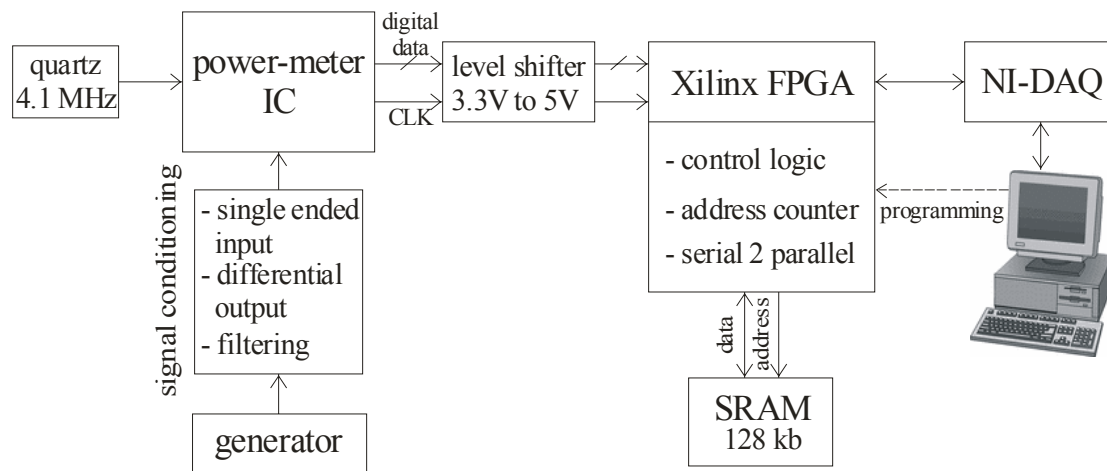 quartz
4.1 MHz
power-meter
IC
digital
data
CLK
level shifter
3.3V to 5V
Xilinx FPGA
- control logic
- address counter
- serial 2 parallel
NI-DAQ
programming
signal conditioning
- single ended
input
- differential
output
- filtering
generator
data
address
SRAM
128 kb